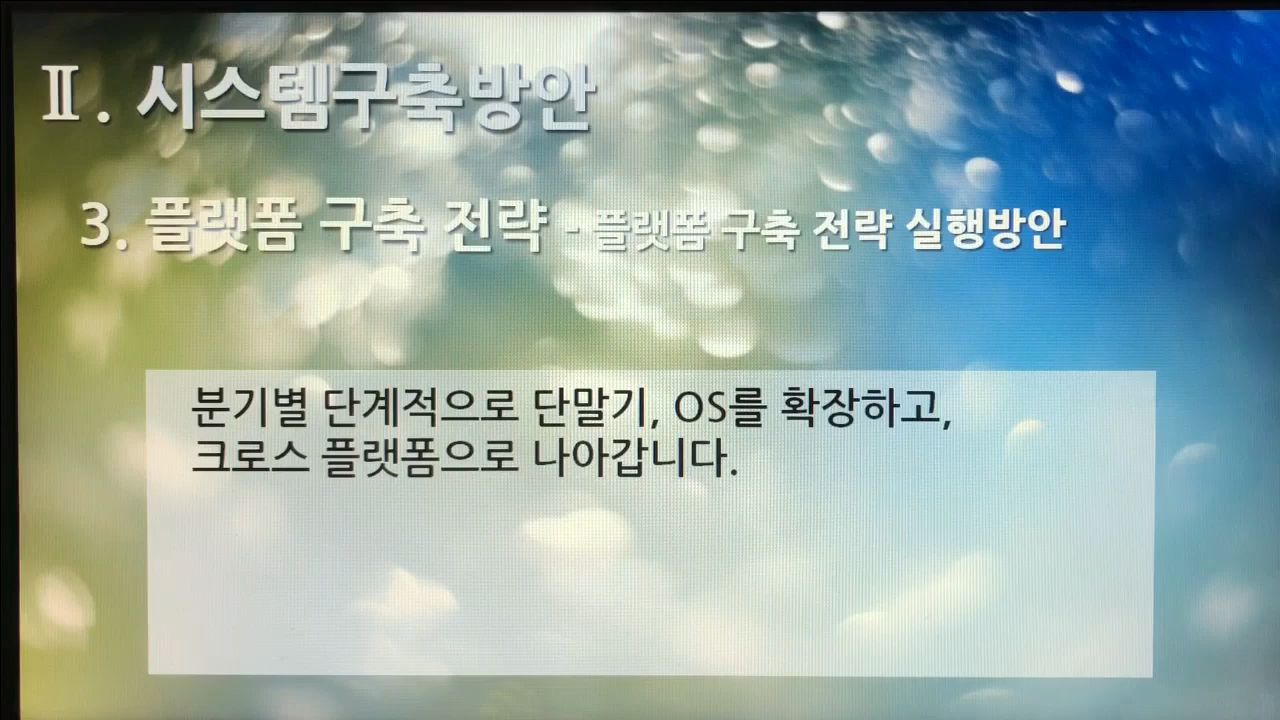 Ⅱ. 시스템구축방안
3. 플랫폼 구축 전략 - 플랫폼 구축 전략 실행방안
분기별 단계적으로 단말기, OS를 확장하고,
크로스 플랫폼으로 나아갑니다.